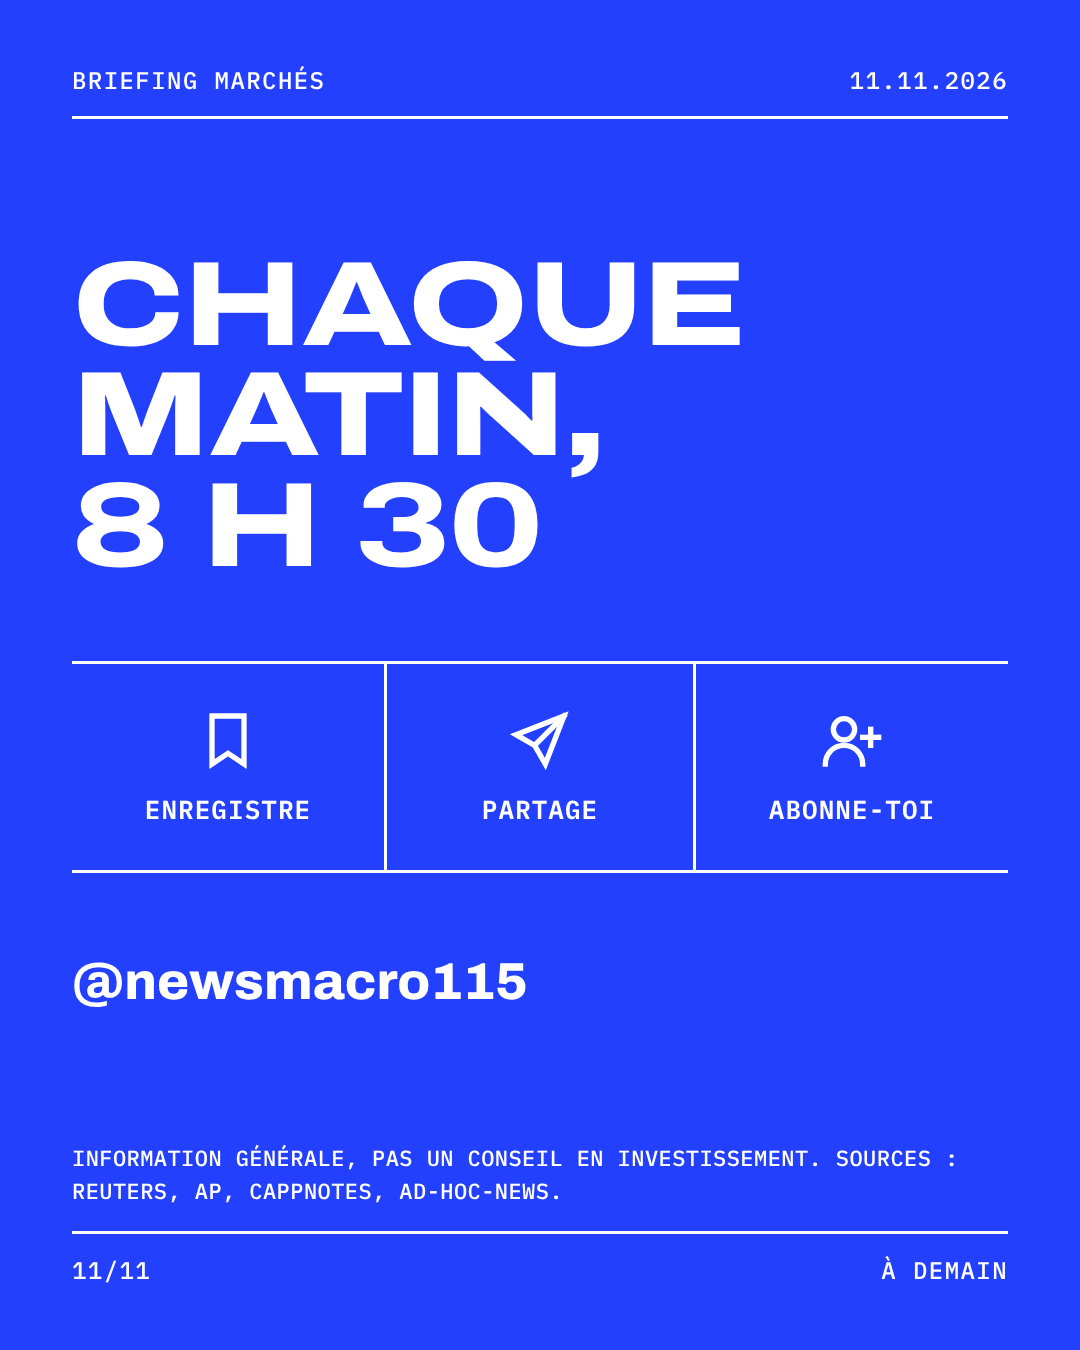 BRIEFING MARCHÉS
11.11.2026
CHAQUE
MATIN,
8 H 30
ENREGISTRE
PARTAGE
ABONNE-TOI
@newsmacro115
INFORMATION GÉNÉRALE, PAS UN CONSEIL EN INVESTISSEMENT. SOURCES :
REUTERS, AP, CAPPNOTES, AD-HOC-NEWS.
11/11
À DEMAIN